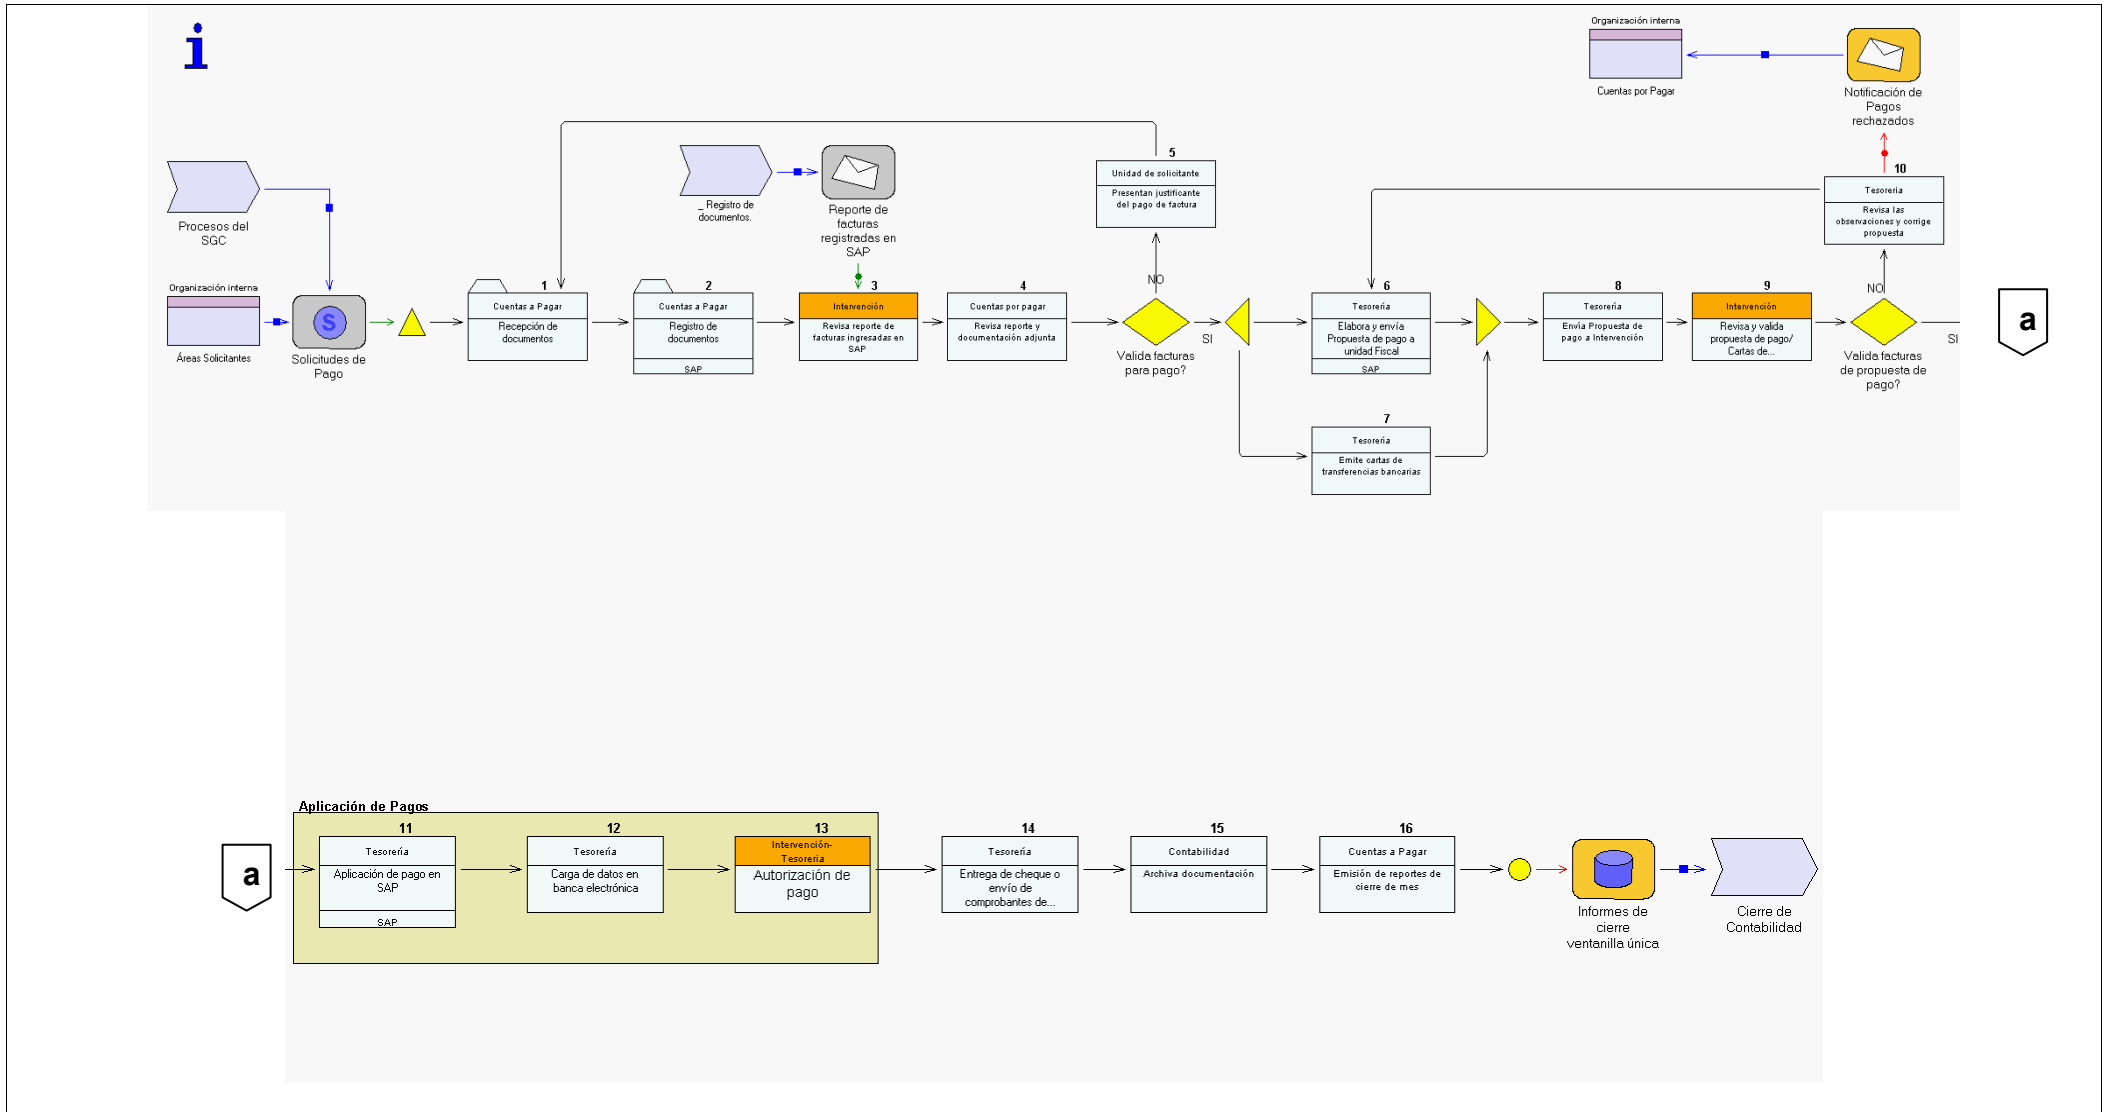 i
Organización interna
Cuentas por Pagar
Notificación de
Pagos
rechazados
Procesos del
SGC
Organización interna
Áreas Solicitantes
S
Solicitudes de
Pago
_ Registro de
documentos.
Reporte de
facturas
registradas en
SAP
1
Cuentas a Pagar
Recepción de
documentos
2
Cuentas a Pagar
Registro de
documentos
SAP
3
Intervención
Revisa reporte de
facturas ingresadas en
SAP
4
Cuentas por pagar
Revisa reporte y
documentación adjunta
5
Unidad de solicitante
Presentan justificante
del pago de factura
NO
Valida facturas
para pago?
SI
6
Tesorería
Elabora y envía
Propuesta de pago a
unidad Fiscal
SAP
7
Tesorería
Emite cartas de
transferencias bancarias
8
Tesorería
Envía Propuesta de
pago a Intervención
9
Intervención
Revisa y valida
propuesta de pago/
Cartas de...
10
Tesorería
Revisa las
observaciones y corrige
propuesta
NO
Valida facturas
de propuesta de
pago?
SI
a
a
Aplicación de Pagos
11
Tesorería
Aplicación de pago en
SAP
SAP
12
Tesorería
Carga de datos en
banca electrónica
13
Intervención-
Tesorería
Autorización de
pago
14
Tesorería
Entrega de cheque o
envío de
comprobantes de...
15
Contabilidad
Archiva documentación
16
Cuentas a Pagar
Emisión de reportes de
cierre de mes
Informes de
cierre
ventanilla única
Cierre de
Contabilidad